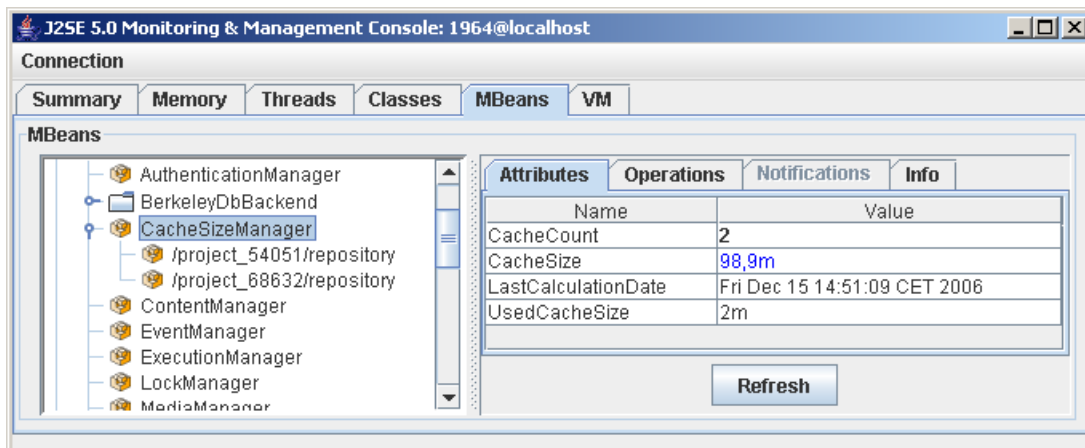 J2SE 5.0 Monitoring & Management Console: 1964@localhost
Connection
Summary Memory Threads Classes MBeans VM
MBeans
AuthenticationManager
BerkeleyDbBackend
CacheSizeManager
/project_54051/repository
/project_68632/repository
ContentManager
EventManager
ExecutionManager
LockManager
MediaManager
Attributes Operations Notifications Info
Name Value
CacheCount 2
CacheSize 98,9m
LastCalculationDate Fri Dec 15 14:51:09 CET 2006
UsedCacheSize 2m
Refresh